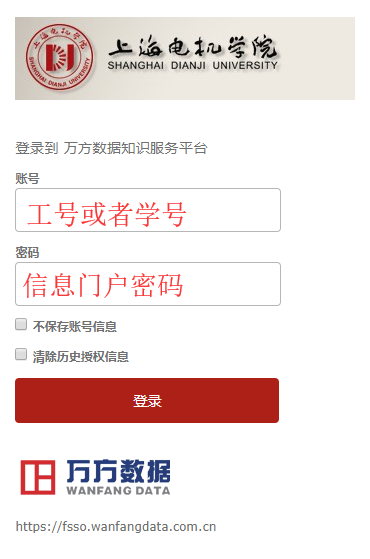 上海电机学院
SHANGHAI DIANJI UNIVERSITY
登录到 万方数据知识服务平台
账号
工号或者学号
密码
信息门户密码
不保存账号信息
清除历史授权信息
登录
万方数据
WANFANG DATA
https://fsso.wanfangdata.com.cn